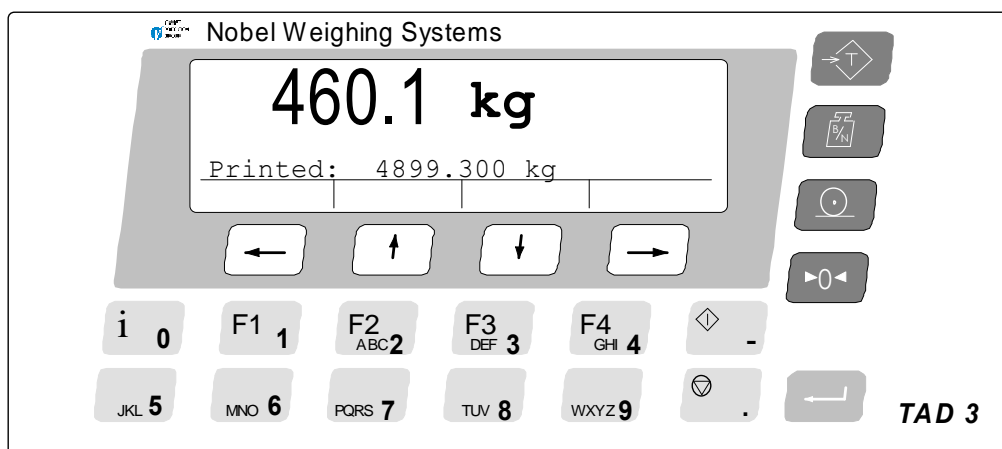 Nobel Weighing Systems
460.1 kg
Printed: 4899.300 kg
T
B/N
0
i 0
F1 1
F2 ABC 2
F3 DEF 3
F4 GHI 4
-
JKL 5
MNO 6
PQRS 7
TUV 8
WXYZ 9
.
TAD 3